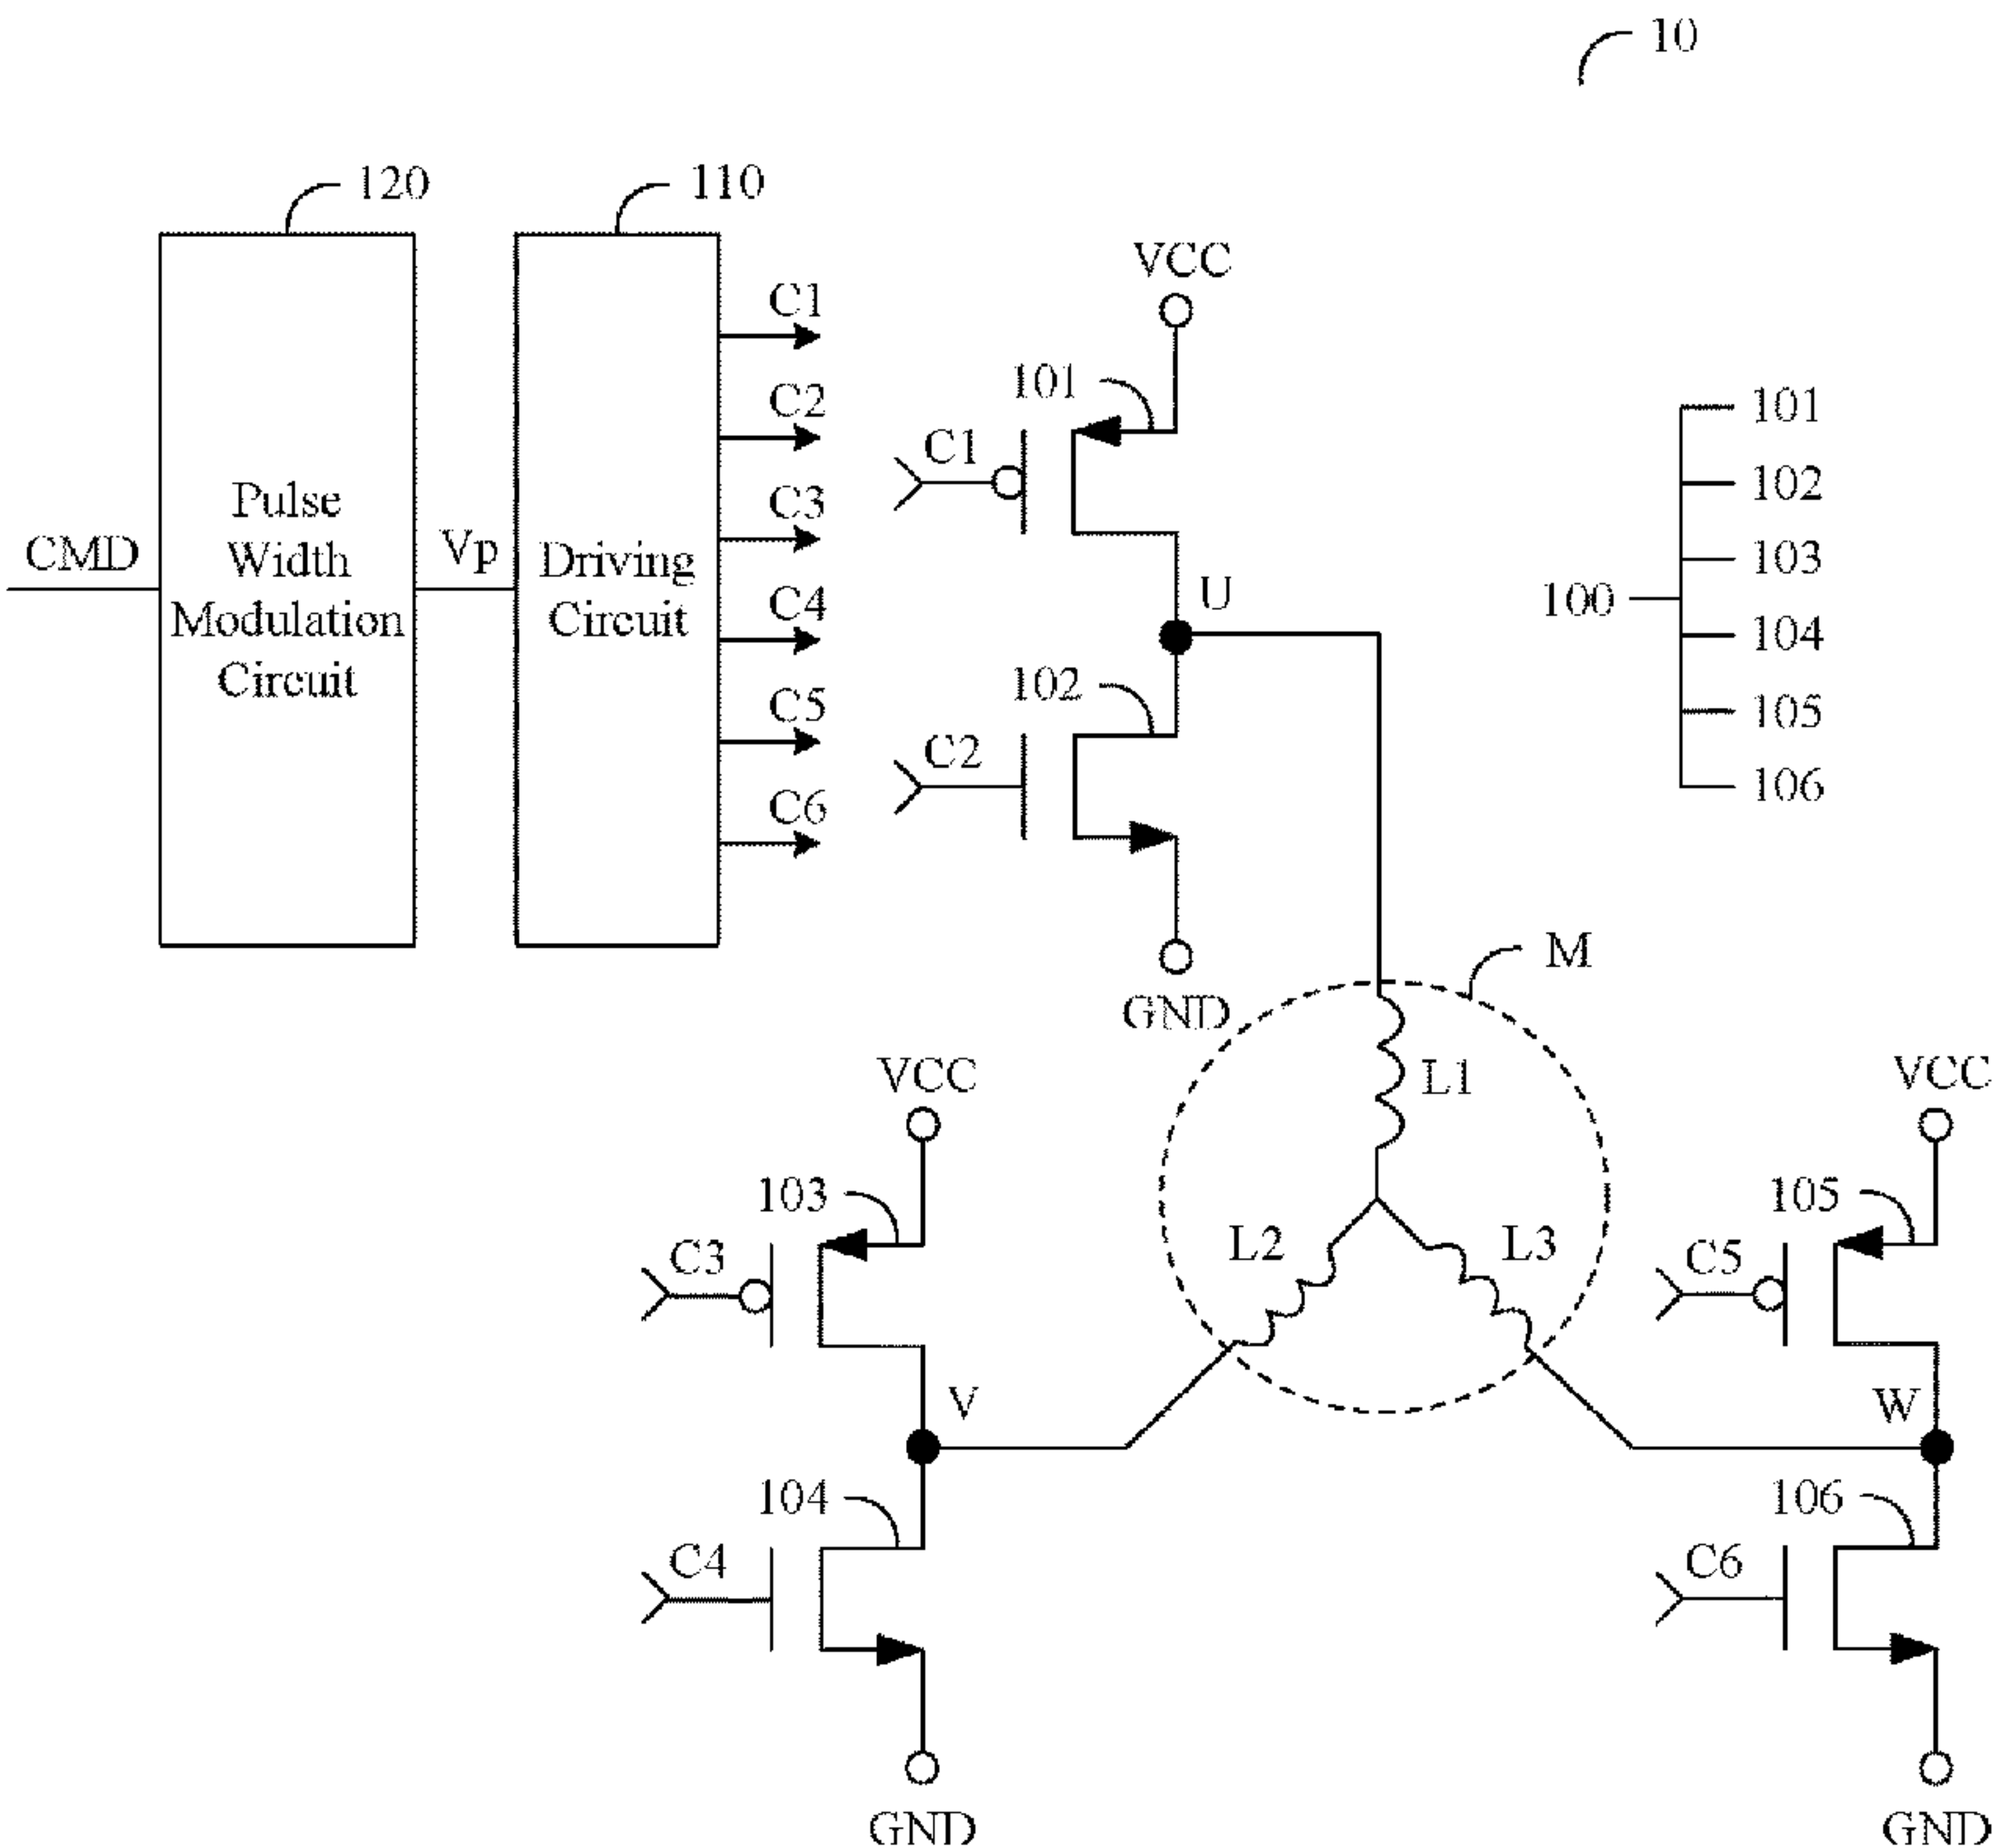 10
120
110
CMD
Pulse
Width
Modulation
Circuit
Vp
Driving
Circuit
C1
C2
C3
C4
C5
C6
VCC
101
C1
U
102
C2
GND
100
101
102
103
104
105
106
M
L1
L2
L3
VCC
103
C3
V
104
C4
GND
VCC
105
C5
W
106
C6
GND